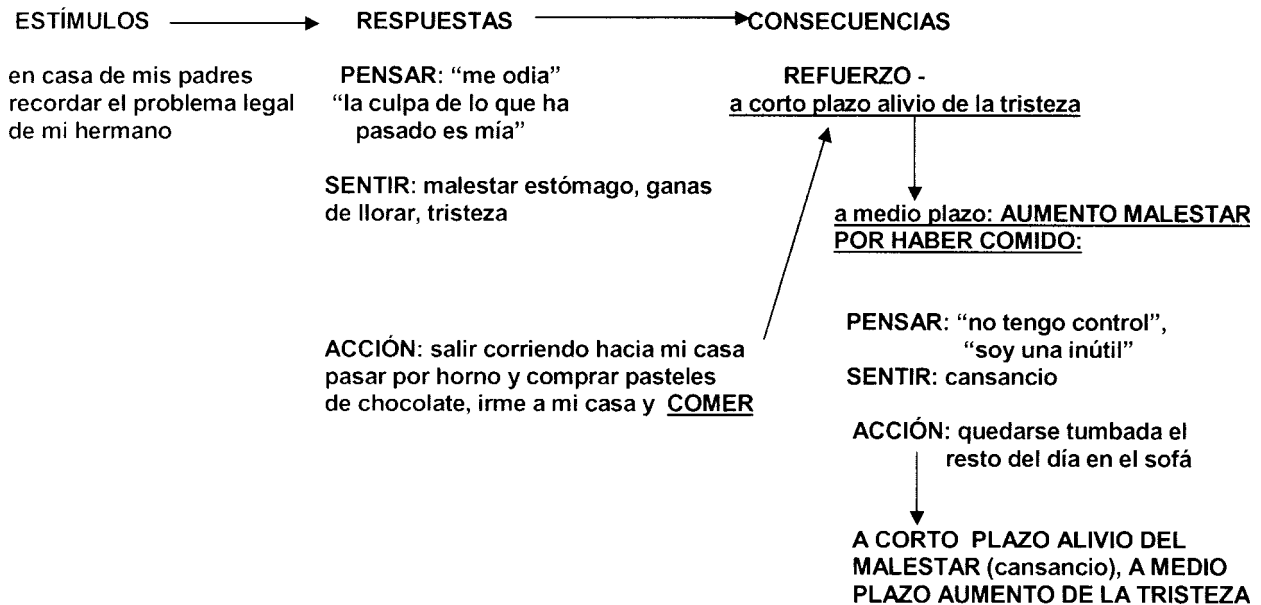 ESTÍMULOS
RESPUESTAS
CONSECUENCIAS
en casa de mis padres
recordar el problema legal
de mi hermano
PENSAR: “me odia”
“la culpa de lo que ha
pasado es mía”
SENTIR: malestar estómago, ganas
de llorar, tristeza
ACCIÓN: salir corriendo hacia mi casa
pasar por horno y comprar pasteles
de chocolate, irme a mi casa y COMER
REFUERZO -
a corto plazo alivio de la tristeza
a medio plazo: AUMENTO MALESTAR
POR HABER COMIDO:
PENSAR: “no tengo control”,
“soy una inútil”
SENTIR: cansancio
ACCIÓN: quedarse tumbada el
resto del día en el sofá
A CORTO PLAZO ALIVIO DEL
MALESTAR (cansancio), A MEDIO
PLAZO AUMENTO DE LA TRISTEZA